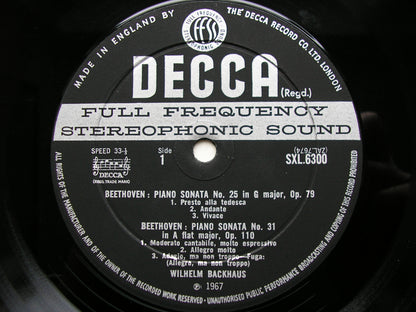 MADE IN ENGLAND BY
THE DECCA RECORD CO. LTD. LONDON
FULL FREQUENCY STEREOPHONIC SOUND
FFSS
DECCA (Regd.)
FULL FREQUENCY
STEREOPHONIC SOUND
SPEED 33⅓
Side
1
(ZAL.7674)
SXL.6300
DECCA
BEETHOVEN : PIANO SONATA No. 25 in G major, Op. 79
1. Presto alla tedesca
2. Andante
3. Vivace
BEETHOVEN : PIANO SONATA No. 31
in A flat major, Op. 110
1. Moderato cantabile, molto espressivo
2. Allegro molto
3. Adagio, ma non troppo - Fuga:
(Allegro, ma non troppo)
WILHELM BACKHAUS
Ⓟ 1967
ALL RIGHTS OF THE MANUFACTURER AND OF THE OWNER OF THE RECORDED WORK RESERVED · UNAUTHORISED PUBLIC PERFORMANCE BROADCASTING AND COPYING OF THIS RECORD PROHIBITED